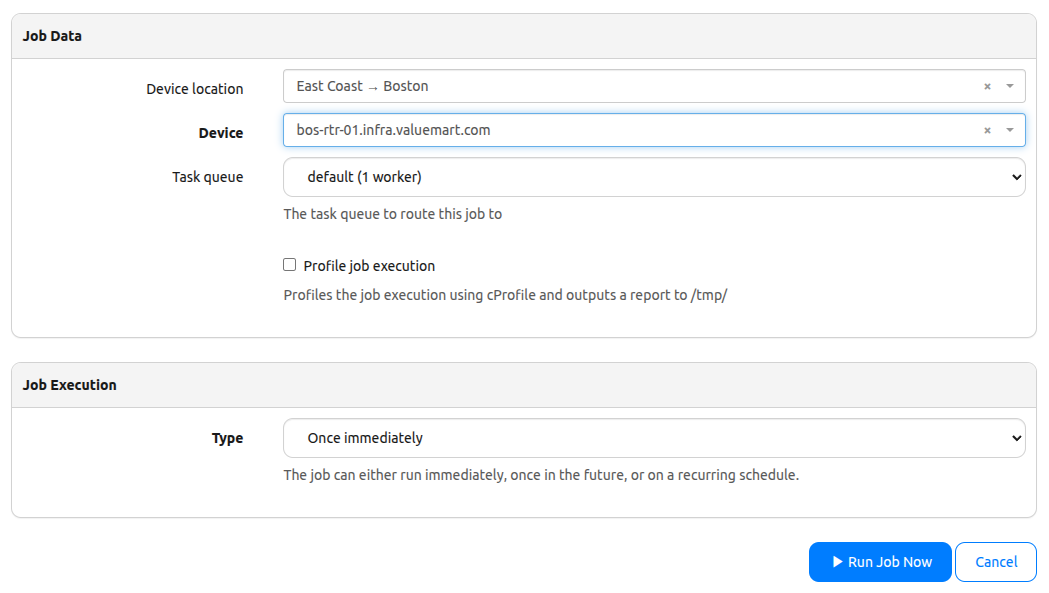 Job Data
Device location
East Coast → Boston
Device
bos-rtr-01.infra.valuemart.com
Task queue
default (1 worker)
The task queue to route this job to
Profile job execution
Profiles the job execution using cProfile and outputs a report to /tmp/
Job Execution
Type
Once immediately
The job can either run immediately, once in the future, or on a recurring schedule.
Run Job Now
Cancel